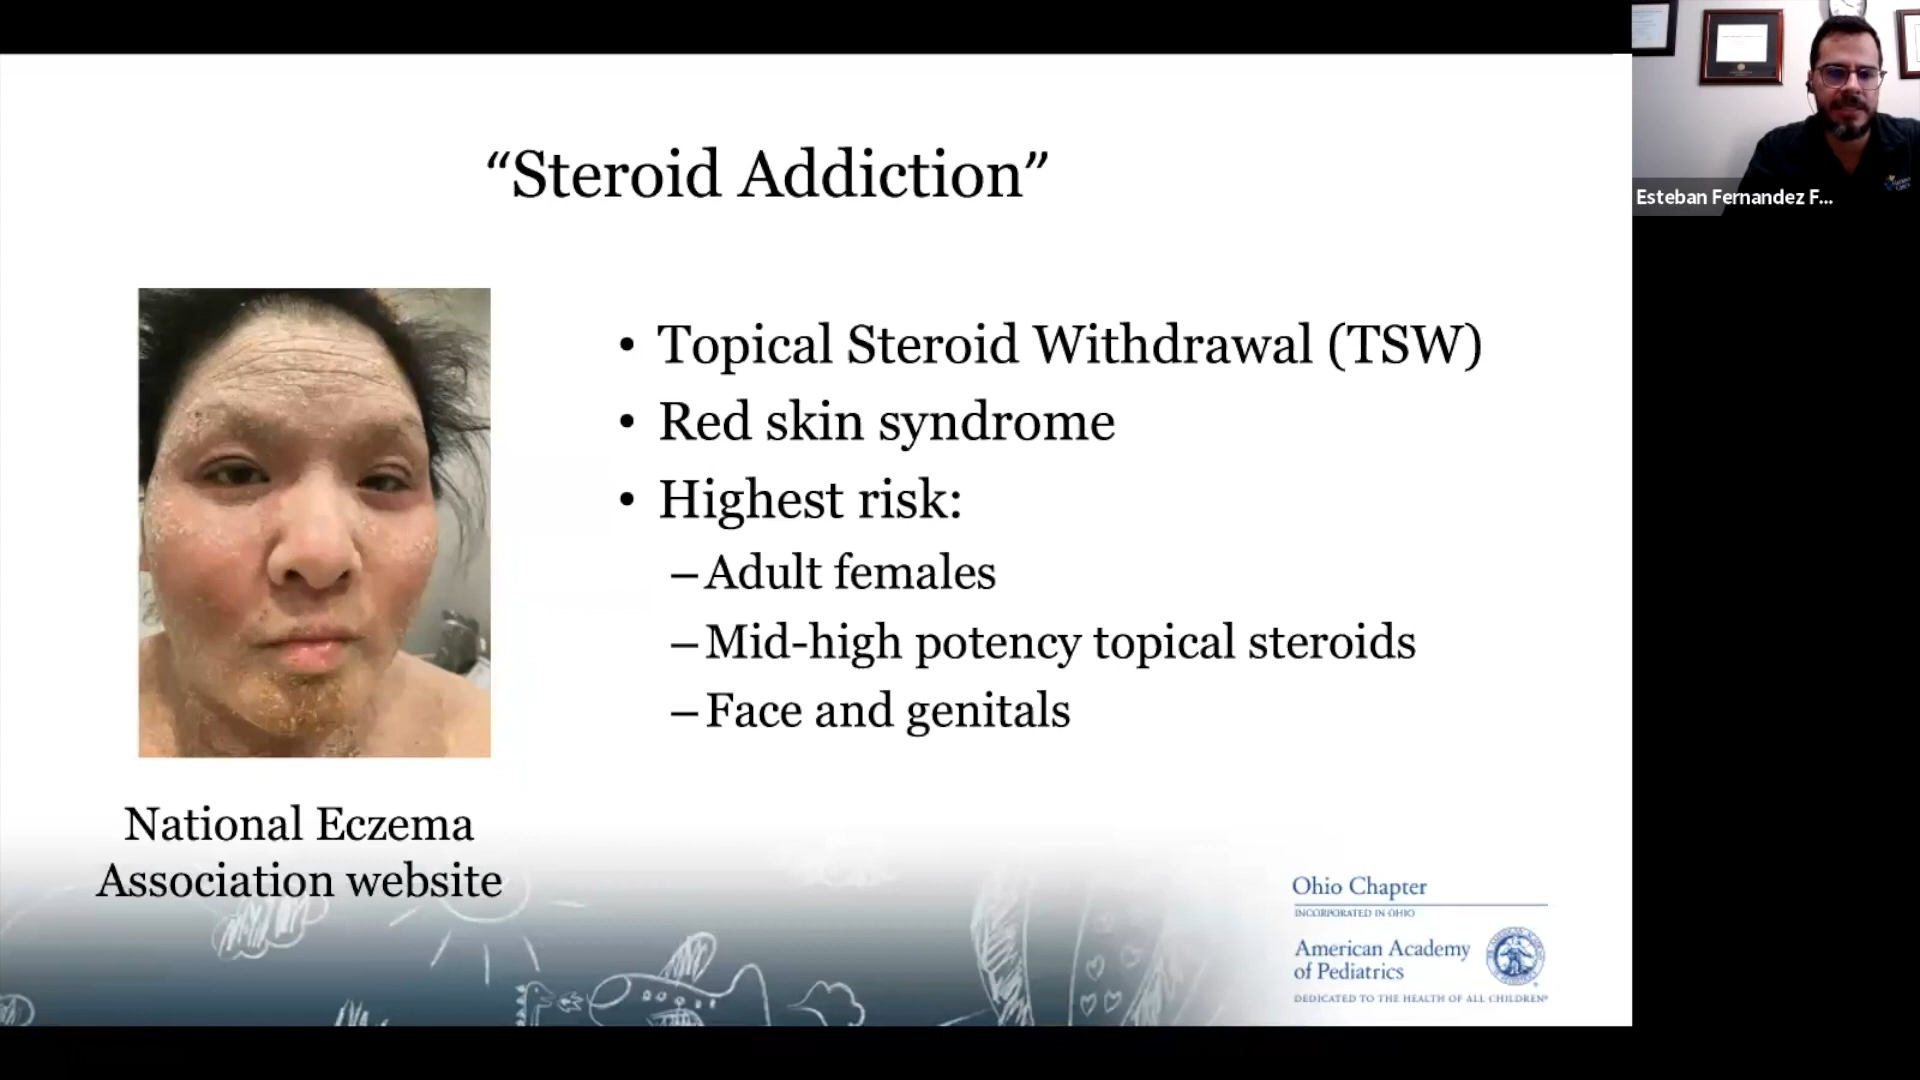 “Steroid Addiction”
• Topical Steroid Withdrawal (TSW)
• Red skin syndrome
• Highest risk:
–Adult females
–Mid-high potency topical steroids
–Face and genitals
National Eczema
Association website
Ohio Chapter
INCORPORATED IN OHIO
American Academy
of Pediatrics
DEDICATED TO THE HEALTH OF ALL CHILDREN®
Esteban Fernandez F...